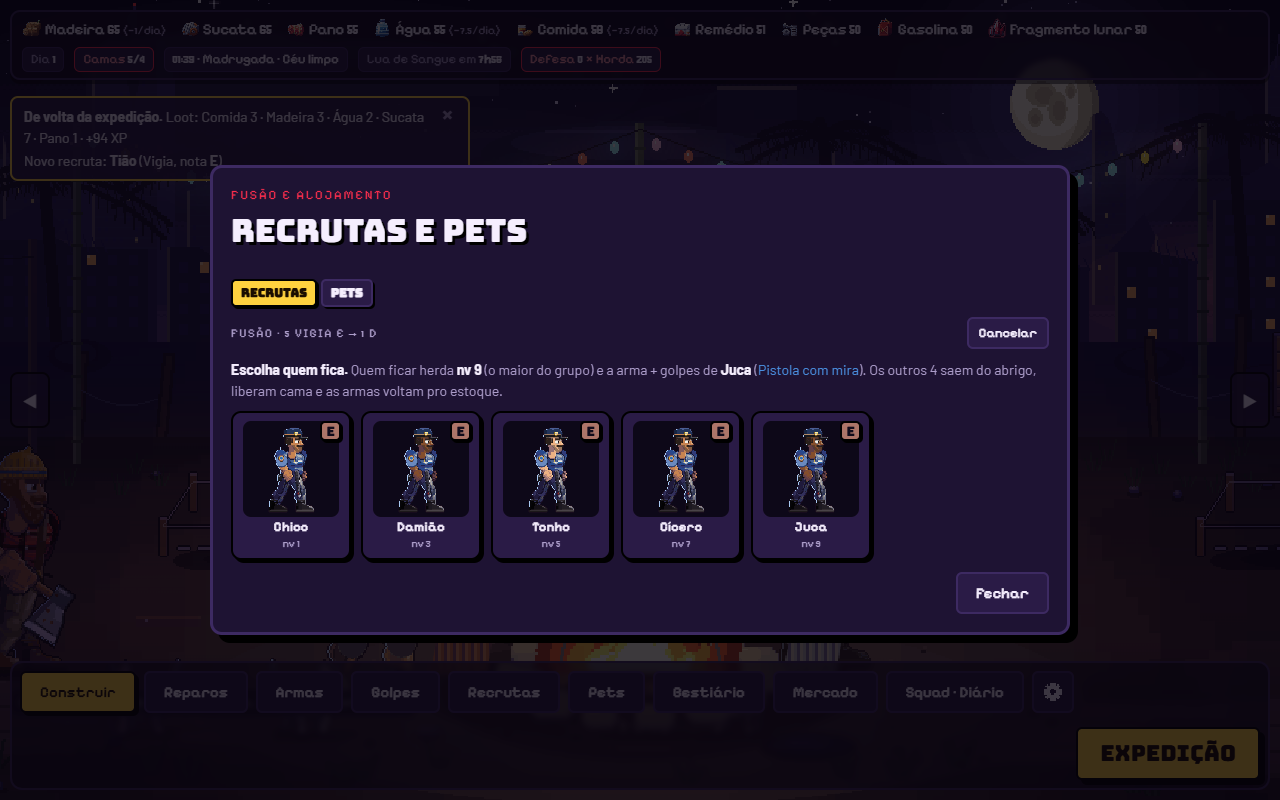 Madeira 65 (-1/dia) Sucata 65 Pano 55 Água 55 (-7.5/dia) Comida 59 (-7.5/dia) Remédio 51 Peças 50 Gasolina 50 Fragmento lunar 50
Dia 1 Camas 5/4 01:39 · Madrugada · Céu limpo Lua de Sangue em 7h58 Defesa 0 × Horda 205
De volta da expedição. Loot: Comida 3 · Madeira 3 · Água 2 · Sucata
7 · Pano 1 · +94 XP
Novo recruta: Tião (Vigia, nota E)
FUSÃO E ALOJAMENTO
RECRUTAS E PETS
RECRUTAS PETS
FUSÃO · 5 VIGIA E → 1 D Cancelar
Escolha quem fica. Quem ficar herda nv 9 (o maior do grupo) e a arma + golpes de Juca (Pistola com mira). Os outros 4 saem do abrigo,
liberam cama e as armas voltam pro estoque.
E E E E E
Chico Damião Tonho Cícero Juca
nv 1 nv 3 nv 5 nv 7 nv 9
Fechar
Construir Reparos Armas Golpes Recrutas Pets Bestiário Mercado Squad · Diário
EXPEDIÇÃO